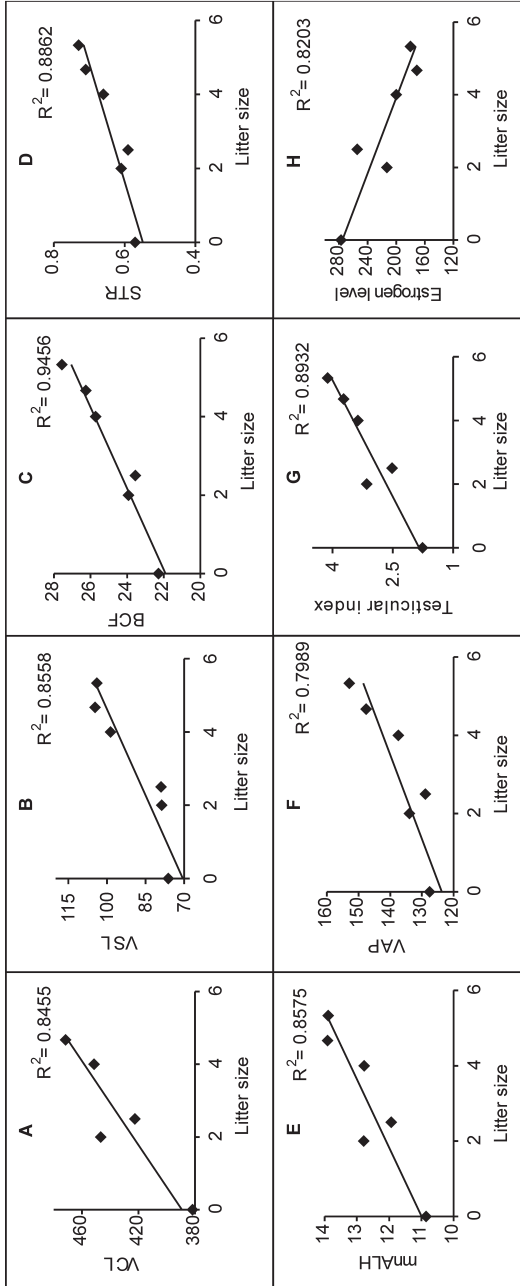 A
R²= 0.8455
VCL
460
420
380
0
2
4
6
Litter size
B
R²= 0.8558
VSL
115
100
85
70
0
2
4
6
Litter size
C
R²= 0.9456
BCF
28
26
24
22
20
0
2
4
6
Litter size
D
R²= 0.8862
STR
0.8
0.6
0.4
0
2
4
6
Litter size
E
R²= 0.8575
mnALH
14
13
12
11
10
0
2
4
6
Litter size
F
R²= 0.7989
VAP
160
150
140
130
120
0
2
4
6
Litter size
G
R²= 0.8932
Testicular index
4
2.5
1
0
2
4
6
Litter size
H
R²= 0.8203
Estrogen level
280
240
200
160
120
0
2
4
6
Litter size